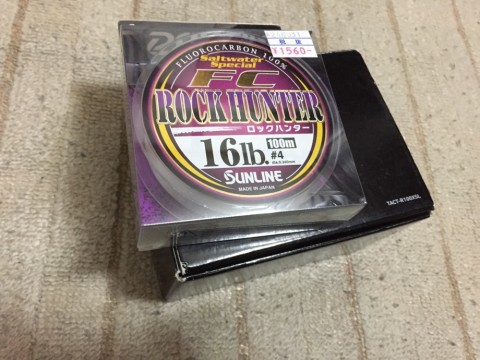 ¥1560-
FLUOROCARBON 100%
Saltwater
Special
FC
ROCK HUNTER
ロックハンター
16lb.
100m
#4
SUNLINE
MADE IN JAPAN